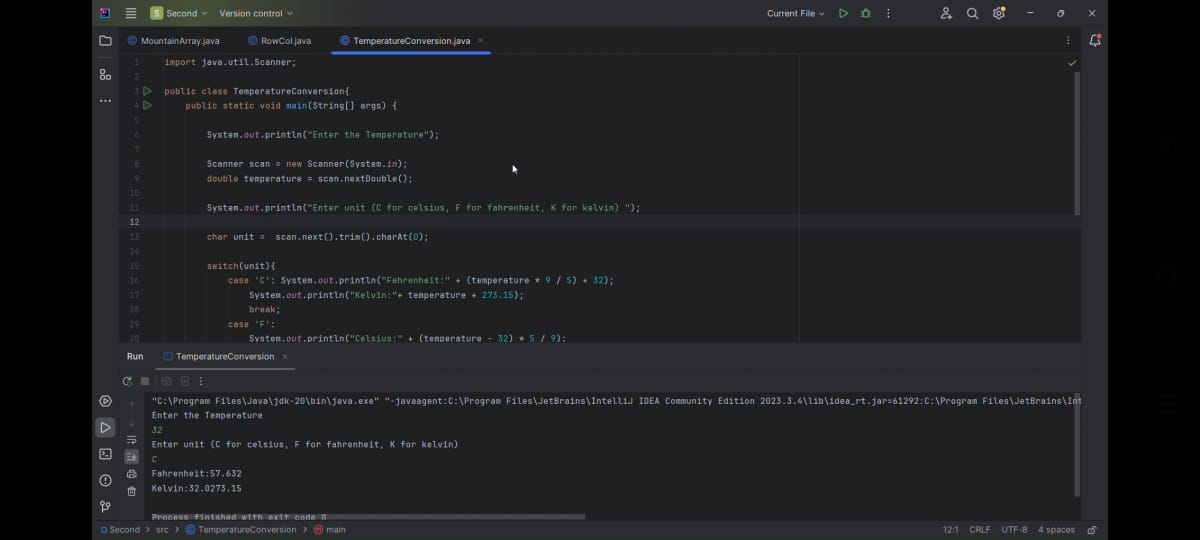 S Second Version control Current File
MountainArray.java RowCol.java TemperatureConversion.java
1 import java.util.Scanner;
2
3 public class TemperatureConversion{
4 public static void main(String[] args) {
5
6 System.out.println("Enter the Temperature");
7
8 Scanner scan = new Scanner(System.in);
9 double temperature = scan.nextDouble();
10
11 System.out.println("Enter unit (C for celsius, F for fahrenheit, K for kelvin) ");
12
13 char unit =  scan.next().trim().charAt(0);
14
15 switch(unit){
16 case 'C': System.out.println("Fahrenheit:" + (temperature * 9 / 5) + 32);
17 System.out.println("Kelvin:"+ temperature + 273.15);
18 break;
19 case 'F':
20 System.out.println("Celsius:" + (temperature - 32) * 5 / 9);
Run TemperatureConversion
"C:\Program Files\Java\jdk-20\bin\java.exe" "-javaagent:C:\Program Files\JetBrains\IntelliJ IDEA Community Edition 2023.3.4\lib\idea_rt.jar=61292:C:\Program Files\JetBrains\Int
Enter the Temperature
32
Enter unit (C for celsius, F for fahrenheit, K for kelvin)
C
Fahrenheit:57.632
Kelvin:32.0273.15
Process finished with exit code 0
Second > src > TemperatureConversion > main 12:1 CRLF UTF-8 4 spaces